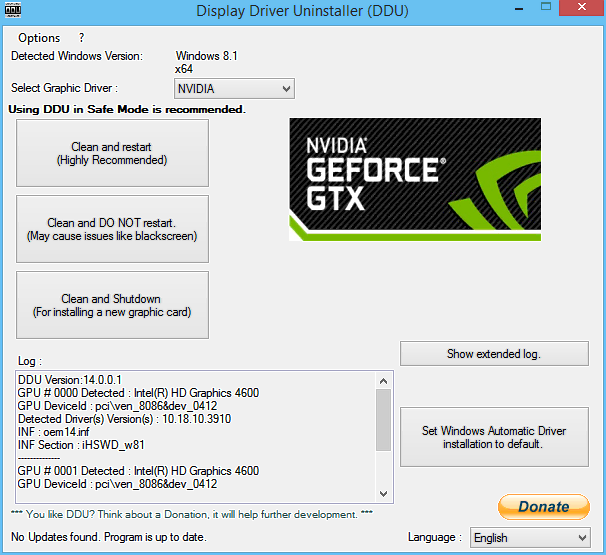 DDU
Display Driver Uninstaller (DDU)
Options ?
Detected Windows Version: Windows 8.1
x64
Select Graphic Driver : NVIDIA
Using DDU in Safe Mode is recommended.
Clean and restart
(Highly Recommended)
NVIDIA®
GEFORCE®
GTX
Clean and DO NOT restart.
(May cause issues like blackscreen)
Clean and Shutdown
(For installing a new graphic card)
Show extended log.
Log :
DDU Version:14.0.0.1
GPU # 0000 Detected : Intel(R) HD Graphics 4600
GPU DeviceId : pci\ven_8086&dev_0412
Detected Driver(s) Version(s) : 10.18.10.3910
INF : oem14.inf
INF Section : iHSWD_w81
--------------
GPU # 0001 Detected : Intel(R) HD Graphics 4600
GPU DeviceId : pci\ven_8086&dev_0412
Set Windows Automatic Driver
installation to default.
Donate
*** You like DDU? Think about a Donation, it will help further development. ***
No Updates found. Program is up to date.
Language : English